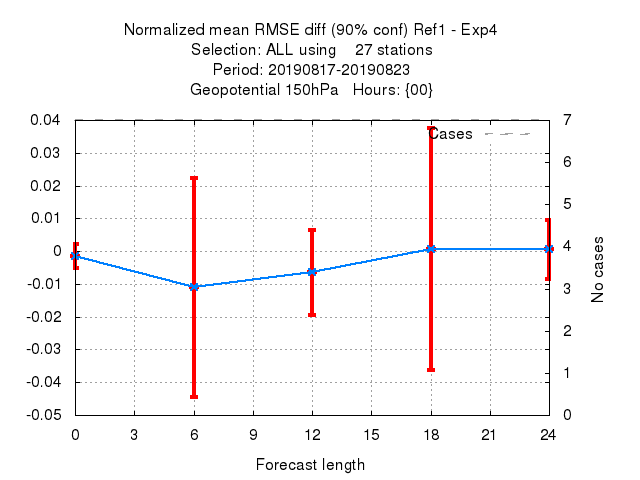 Normalized mean RMSE diff (90% conf) Ref1 - Exp4
Selection: ALL using    27 stations
Period: 20190817-20190823
Geopotential 150hPa   Hours: {00}
Cases
0.04
0.03
0.02
0.01
0
-0.01
-0.02
-0.03
-0.04
-0.05
7
6
5
4
3
2
1
0
No cases
0 3 6 9 12 15 18 21 24
Forecast length